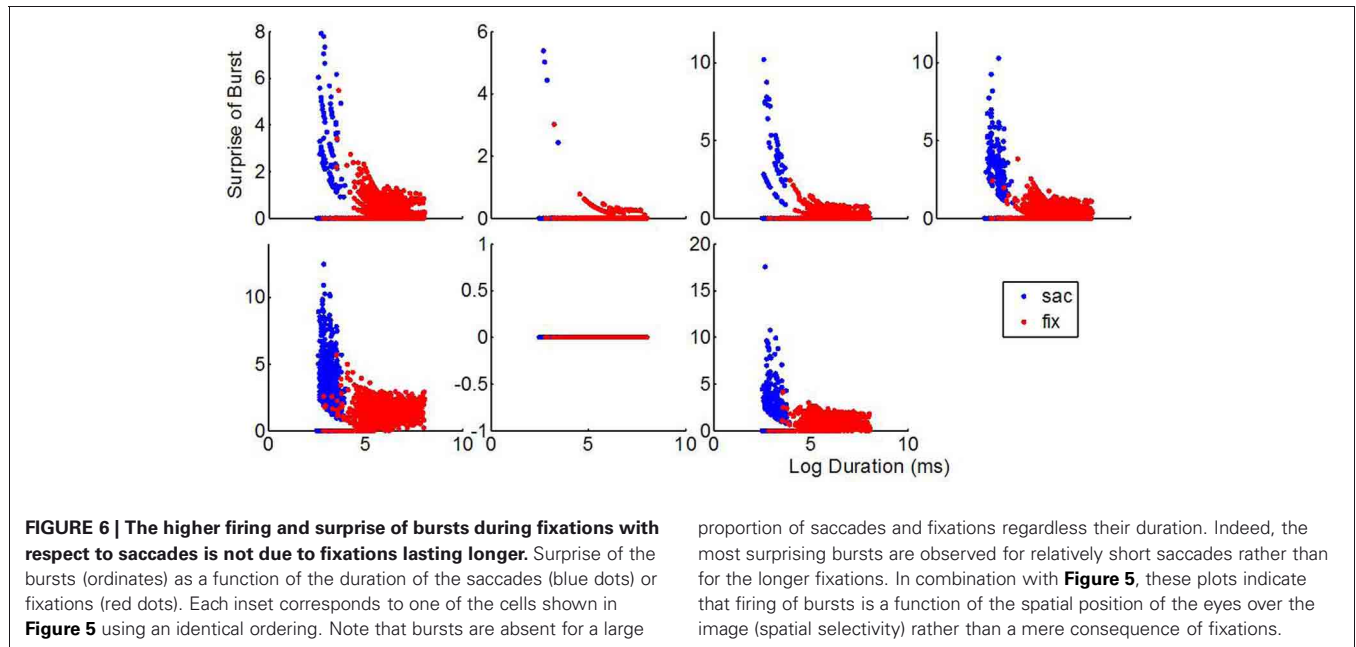 8
6
4
2
0
Surprise of Burst
6
4
2
0
10
5
0
10
5
0
10
5
0
0
5
10
1
0.5
0
-0.5
-1
0
5
10
20
15
10
5
0
0
5
10
Log Duration (ms)
sac
fix
FIGURE 6 | The higher firing and surprise of bursts during fixations with
respect to saccades is not due to fixations lasting longer. Surprise of the
bursts (ordinates) as a function of the duration of the saccades (blue dots) or
fixations (red dots). Each inset corresponds to one of the cells shown in
Figure 5 using an identical ordering. Note that bursts are absent for a large
proportion of saccades and fixations regardless their duration. Indeed, the
most surprising bursts are observed for relatively short saccades rather than
for the longer fixations. In combination with Figure 5, these plots indicate
that firing of bursts is a function of the spatial position of the eyes over the
image (spatial selectivity) rather than a mere consequence of fixations.